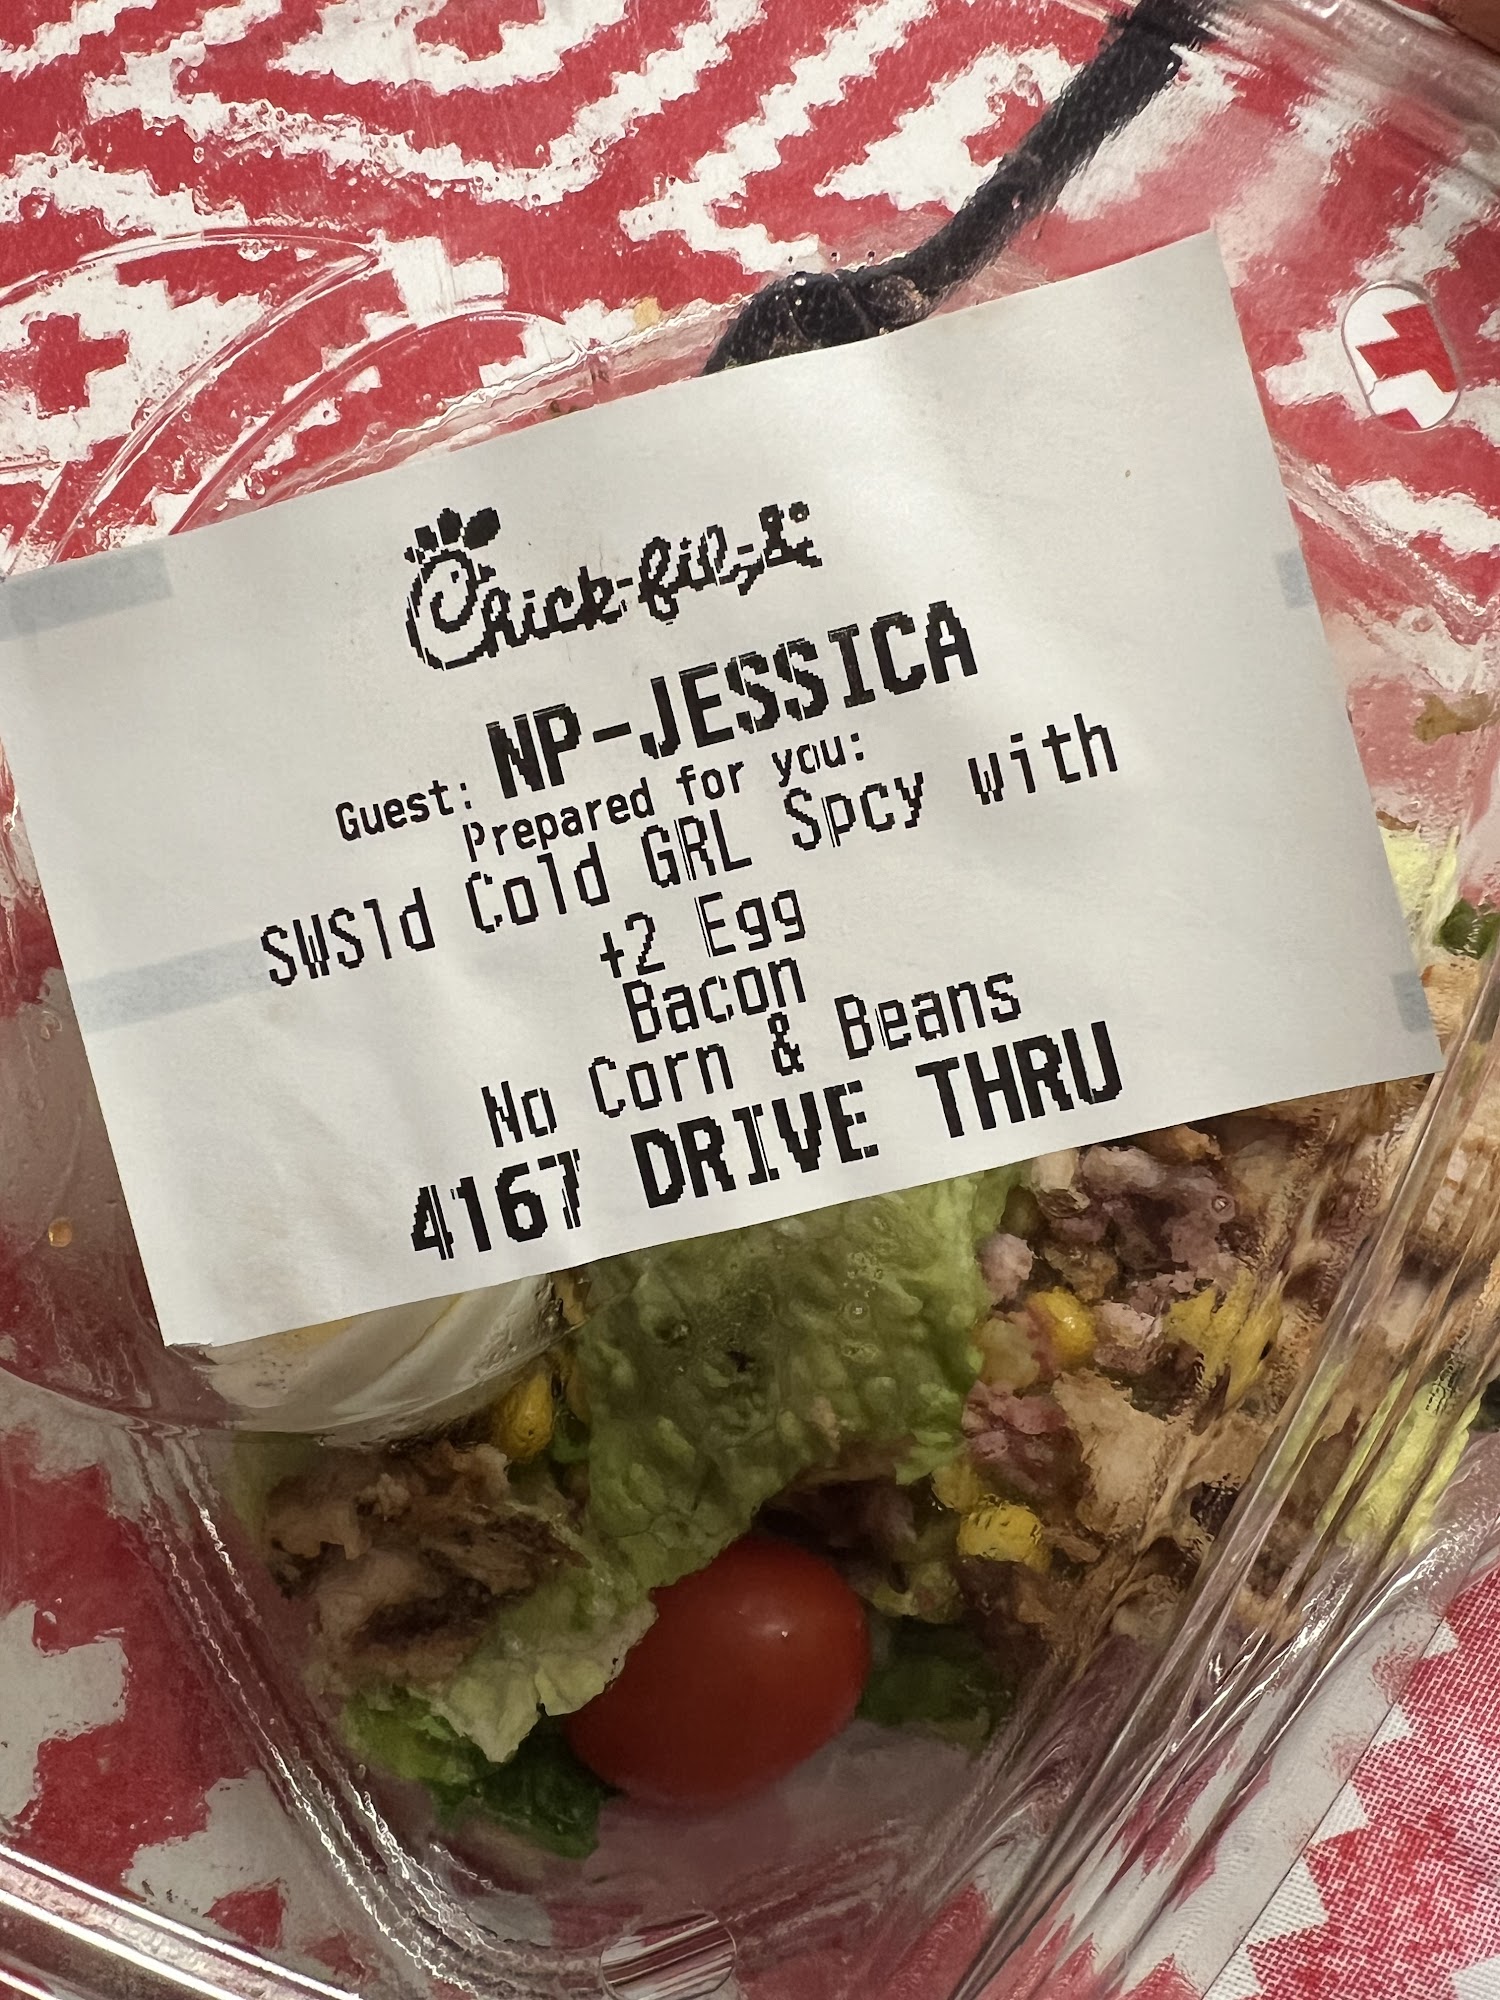 Chick-fil-A
Guest: NP-JESSICA
Prepared for you:
SWSld Cold GRL Spcy with
+2 Egg
Bacon
No Corn & Beans
4167 DRIVE THRU